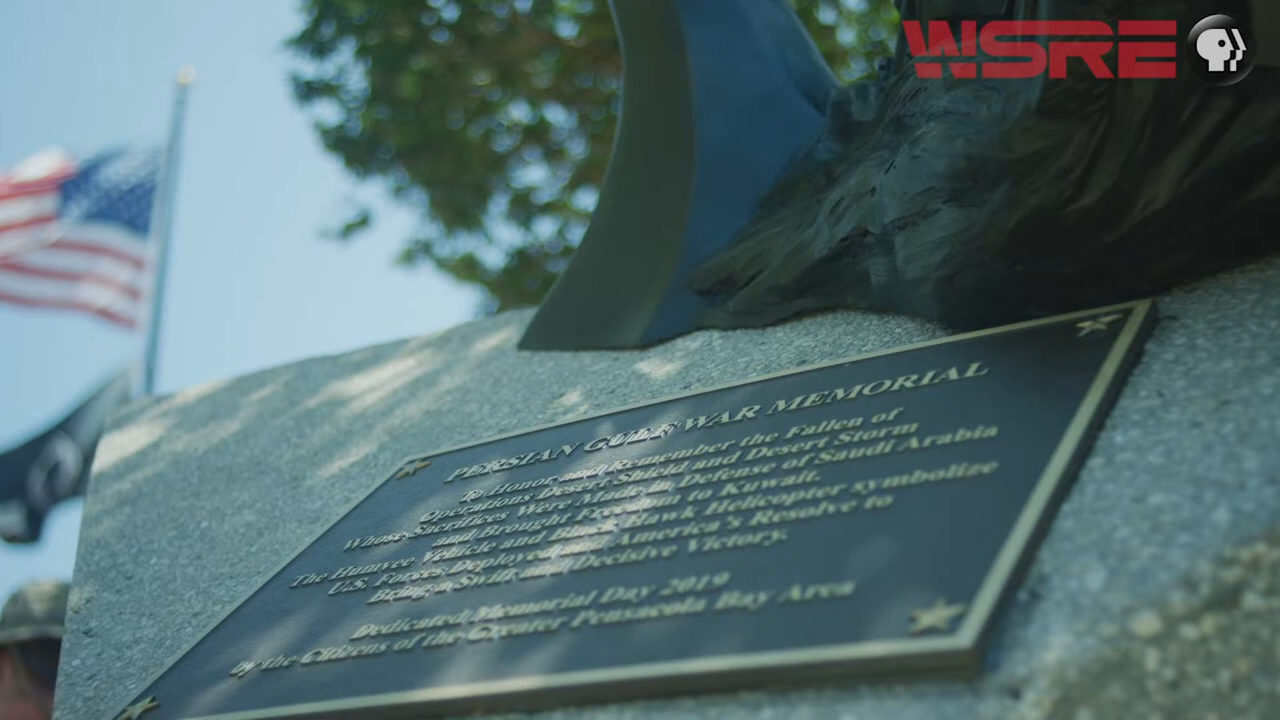 WSRE
PERSIAN GULF WAR MEMORIAL
To Honor and Remember the Fallen of
Operations Desert Shield and Desert Storm
Whose Sacrifices Were Made in Defense of Saudi Arabia
and Brought Freedom to Kuwait.
The Humvee Vehicle and Black Hawk Helicopter symbolize
U.S. Forces Deployed and America's Resolve to
Bring a Swift and Decisive Victory.
Dedicated Memorial Day 2019
by the Citizens of the Greater Pensacola Bay Area